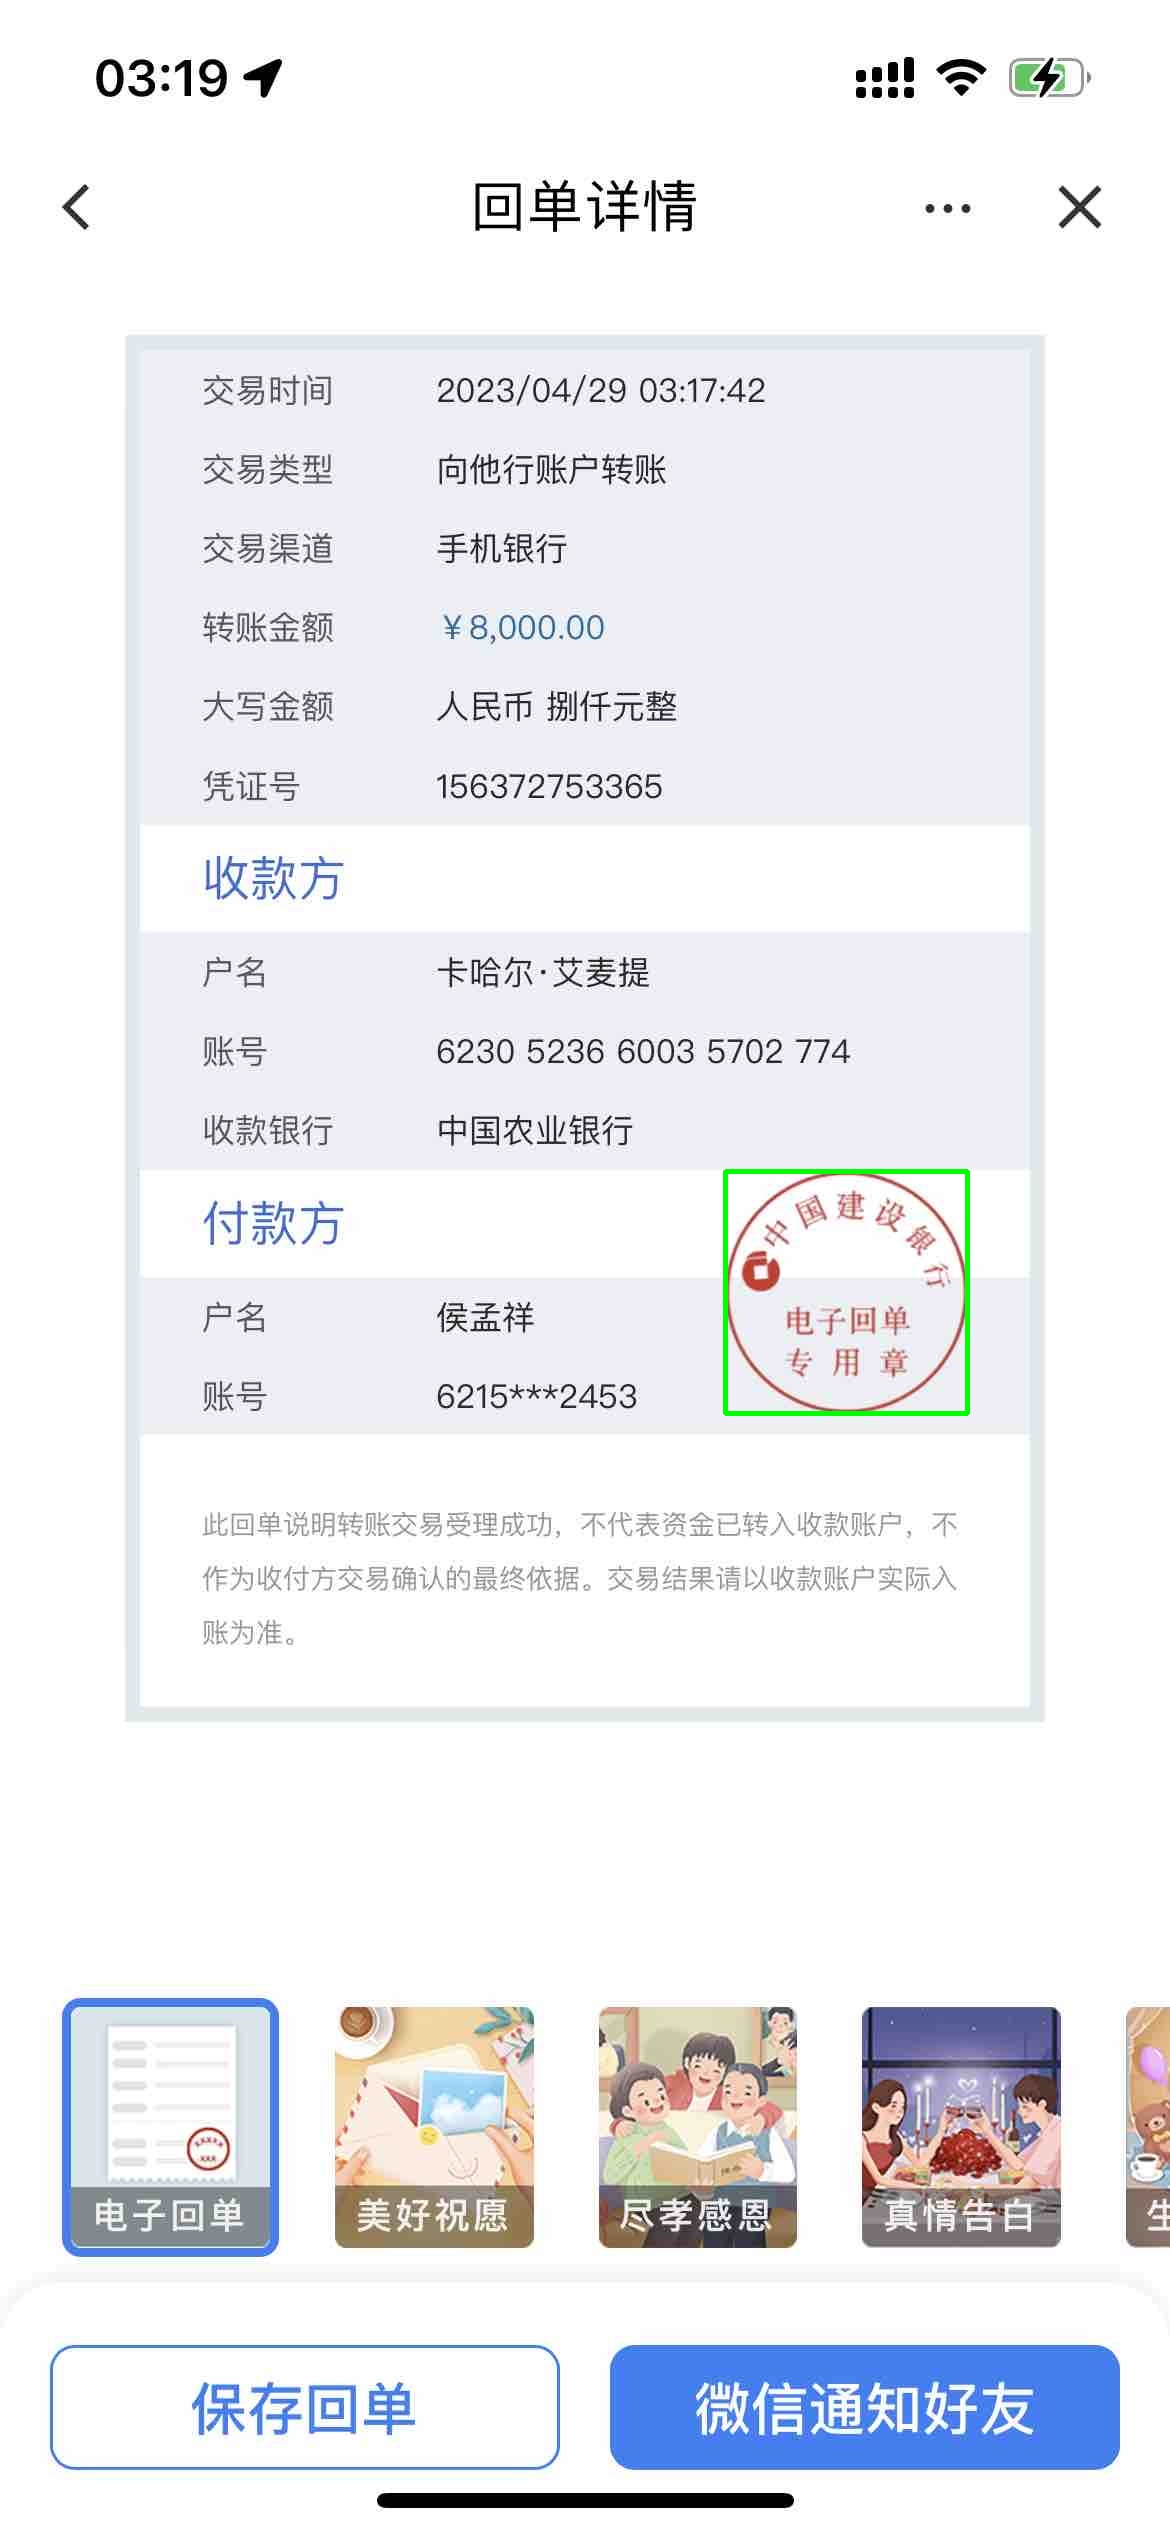 03:19
回单详情
交易时间 2023/04/29 03:17:42
交易类型 向他行账户转账
交易渠道 手机银行
转账金额 ¥8,000.00
大写金额 人民币 捌仟元整
凭证号 156372753365
收款方
户名 卡哈尔·艾麦提
账号 6230 5236 6003 5702 774
收款银行 中国农业银行
付款方
中国建设银行
电子回单
专用章
户名 侯孟祥
账号 6215***2453
此回单说明转账交易受理成功，不代表资金已转入收款账户，不
作为收付方交易确认的最终依据。交易结果请以收款账户实际入
账为准。
电子回单 美好祝愿 尽孝感恩 真情告白 生
保存回单 微信通知好友